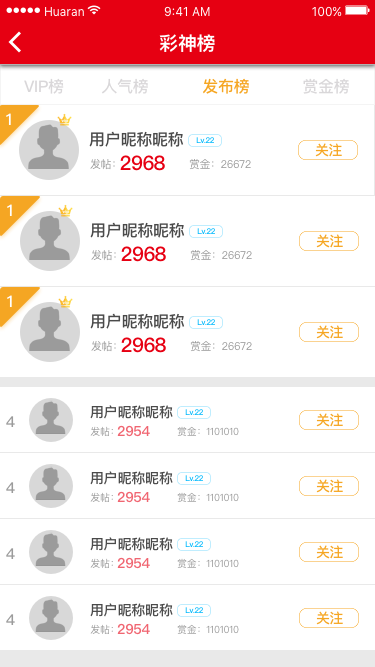 Huaran 9:41 AM 100%
彩神榜
VIP榜 人气榜 发布榜 赏金榜
1
用户昵称昵称 Lv.22
发帖：2968 赏金：26672
关注
1
用户昵称昵称 Lv.22
发帖：2968 赏金：26672
关注
1
用户昵称昵称 Lv.22
发帖：2968 赏金：26672
关注
4
用户昵称昵称 Lv.22
发帖：2954 赏金：1101010
关注
4
用户昵称昵称 Lv.22
发帖：2954 赏金：1101010
关注
4
用户昵称昵称 Lv.22
发帖：2954 赏金：1101010
关注
4
用户昵称昵称 Lv.22
发帖：2954 赏金：1101010
关注